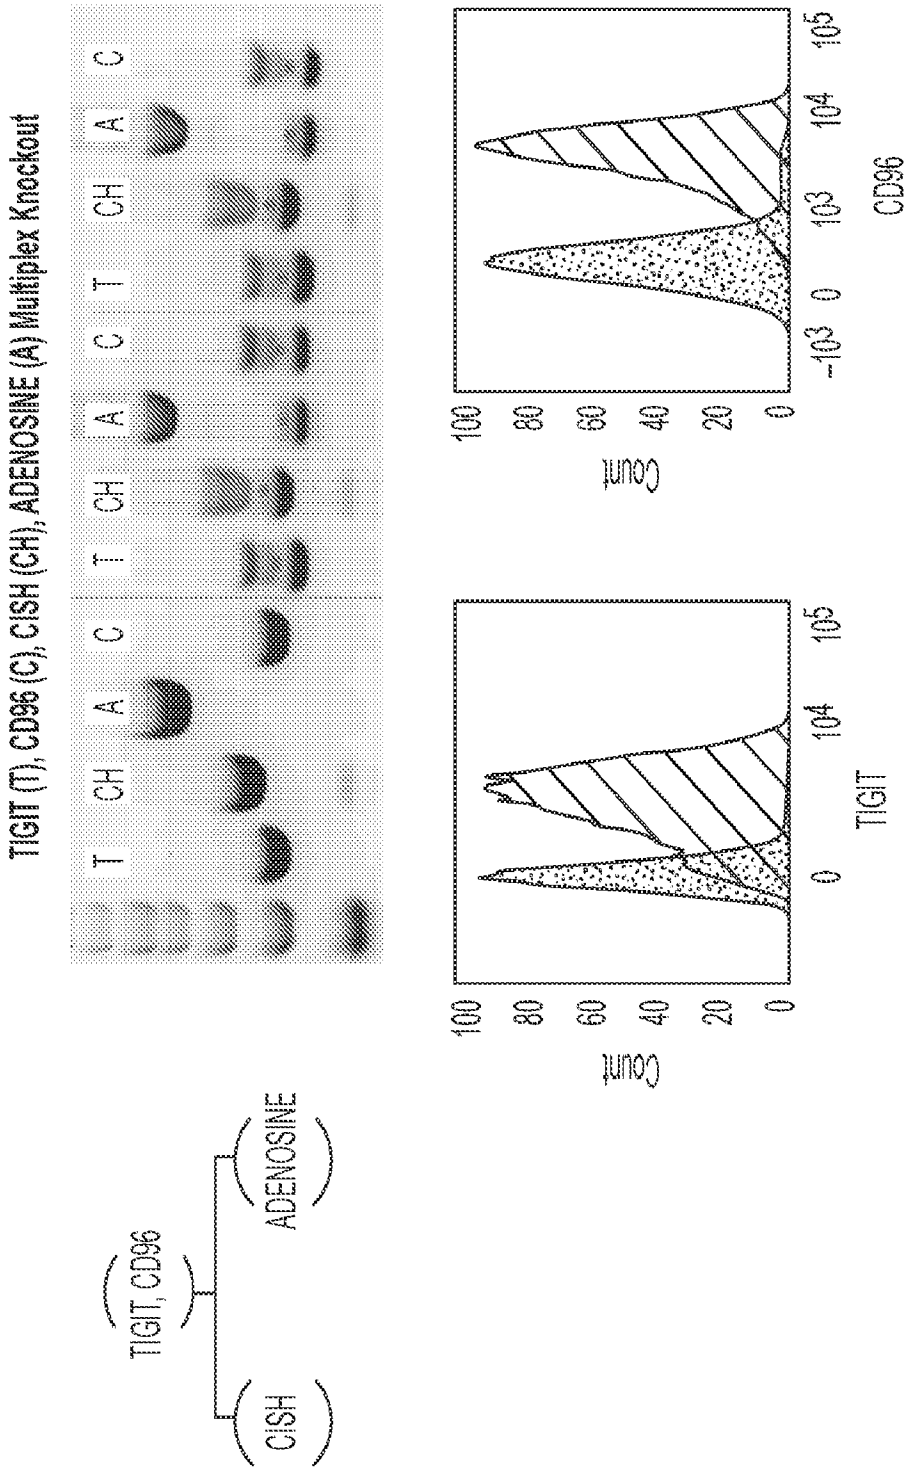 TIGIT (T), CD96 (C), CISH (CH), ADENOSINE (A) Multiplex Knockout
T CH A C T CH A C T CH A C
TIGIT, CD96
CISH ADENOSINE
100
80
60
40
20
0
Count
0 10⁴ 10⁵
TIGIT
100
80
60
40
20
0
Count
-10³ 0 10³ 10⁴ 10⁵
CD96